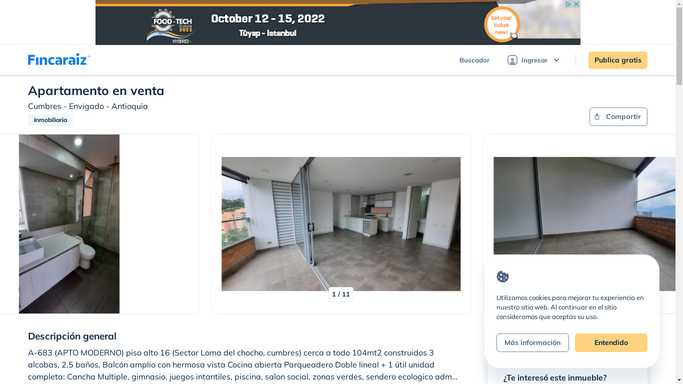 FOOD-TECH
October 12 - 15, 2022
Tüyap - Istanbul
Get your
ticket
now!
Fincaraiz
Buscador
Ingresar
Publica gratis
Apartamento en venta
Cumbres - Envigado - Antioquia
Inmobiliaria
Compartir
1 / 11
Utilizamos cookies para mejorar tu experiencia en
nuestro sitio web. Al continuar en el sitio
consideramos que aceptas su uso.
Más información
Entendido
Descripción general
A-683 (APTO MODERNO) piso alto 16 (Sector Loma del chocho, cumbres) cerca a todo 104mt2 construidos 3
alcobas, 2.5 baños, Balcón amplio con hermosa vista Cocina abierta Parqueadero Doble lineal + 1 útil unidad
completa: Cancha Multiple, gimnasio, juegos infantiles, piscina, salon social, zonas verdes, sendero ecologico adm...
¿Te interesó este inmueble?